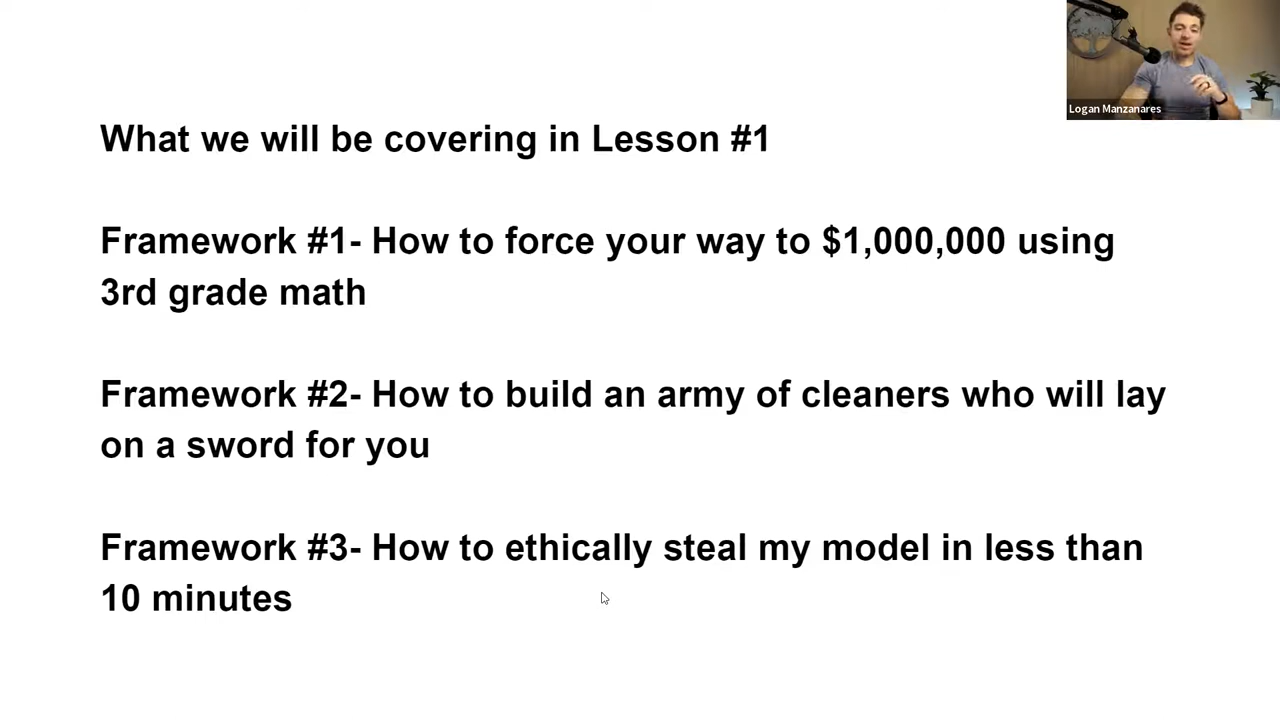 Logan Manzanares
What we will be covering in Lesson #1
Framework #1- How to force your way to $1,000,000 using
3rd grade math
Framework #2- How to build an army of cleaners who will lay
on a sword for you
Framework #3- How to ethically steal my model in less than
10 minutes